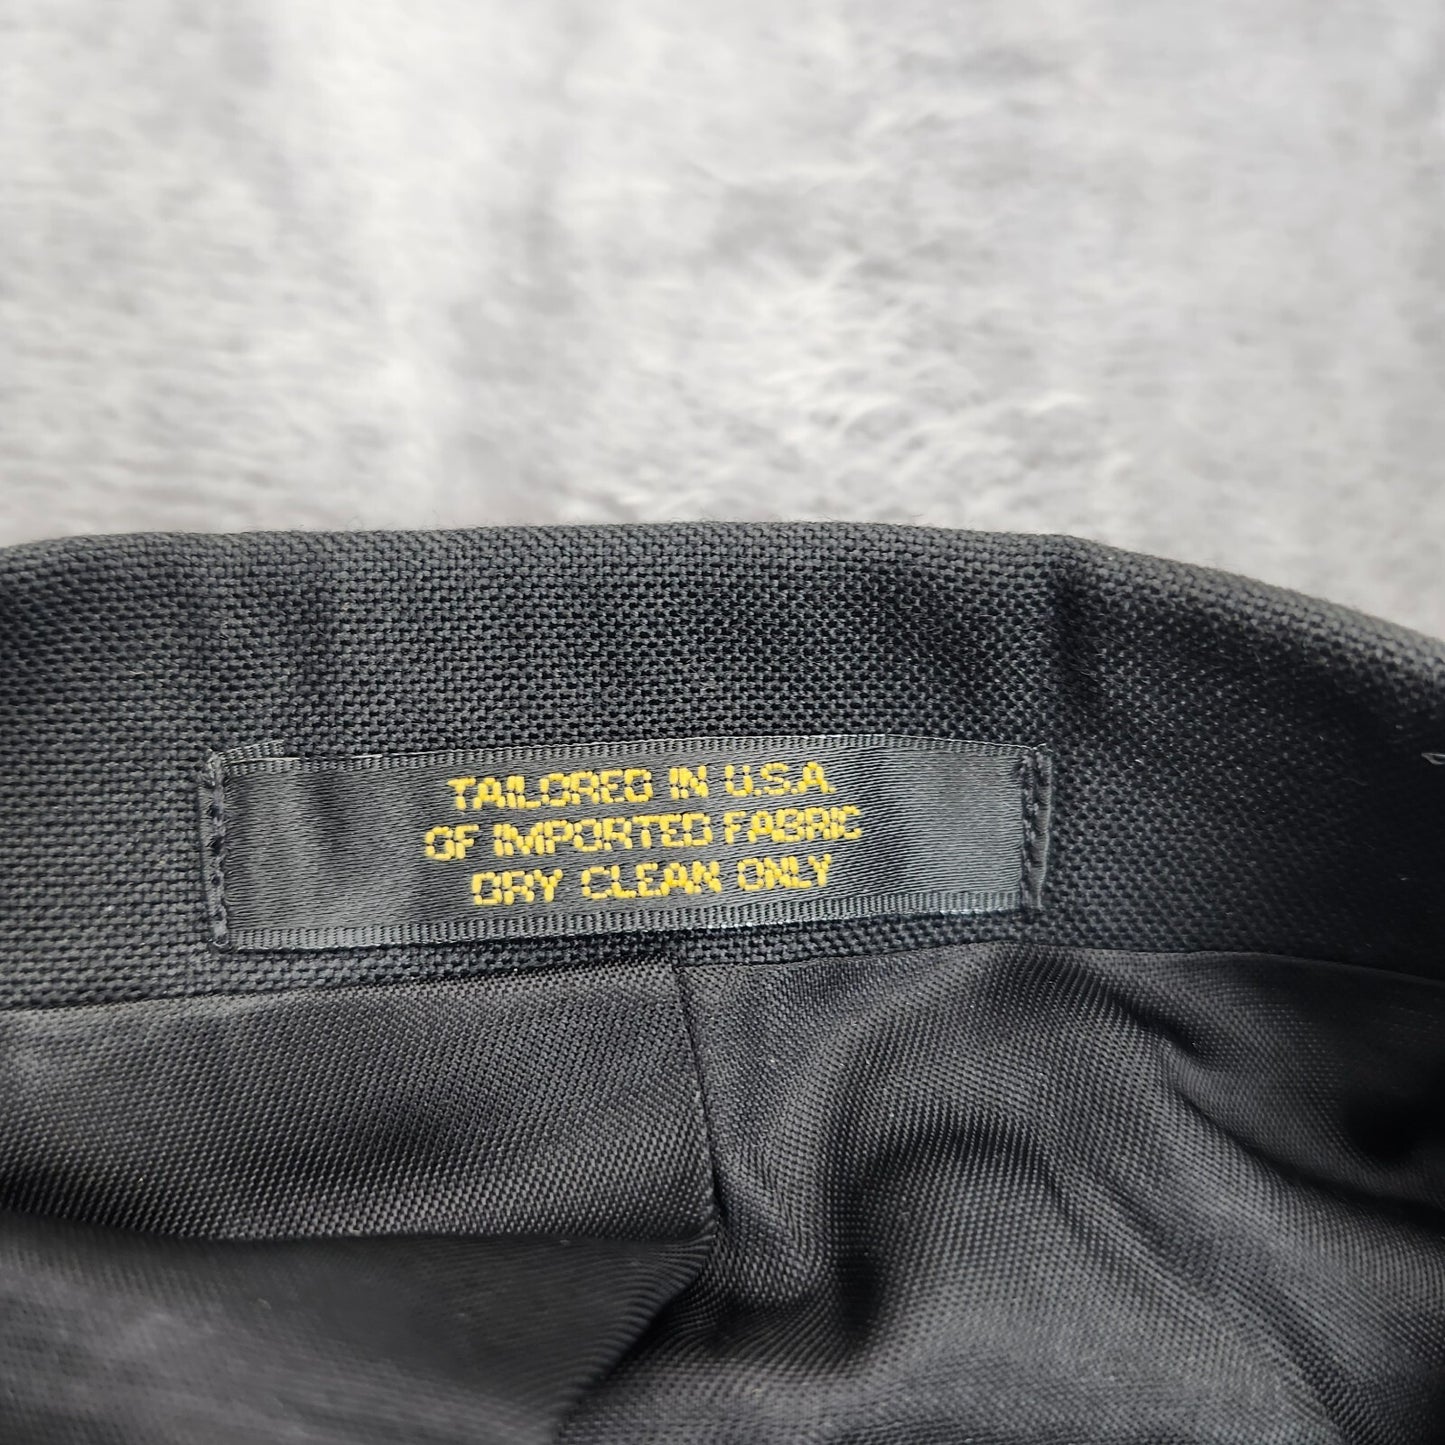 TAILORED IN U.S.A.
OF IMPORTED FABRIC
DRY CLEAN ONLY